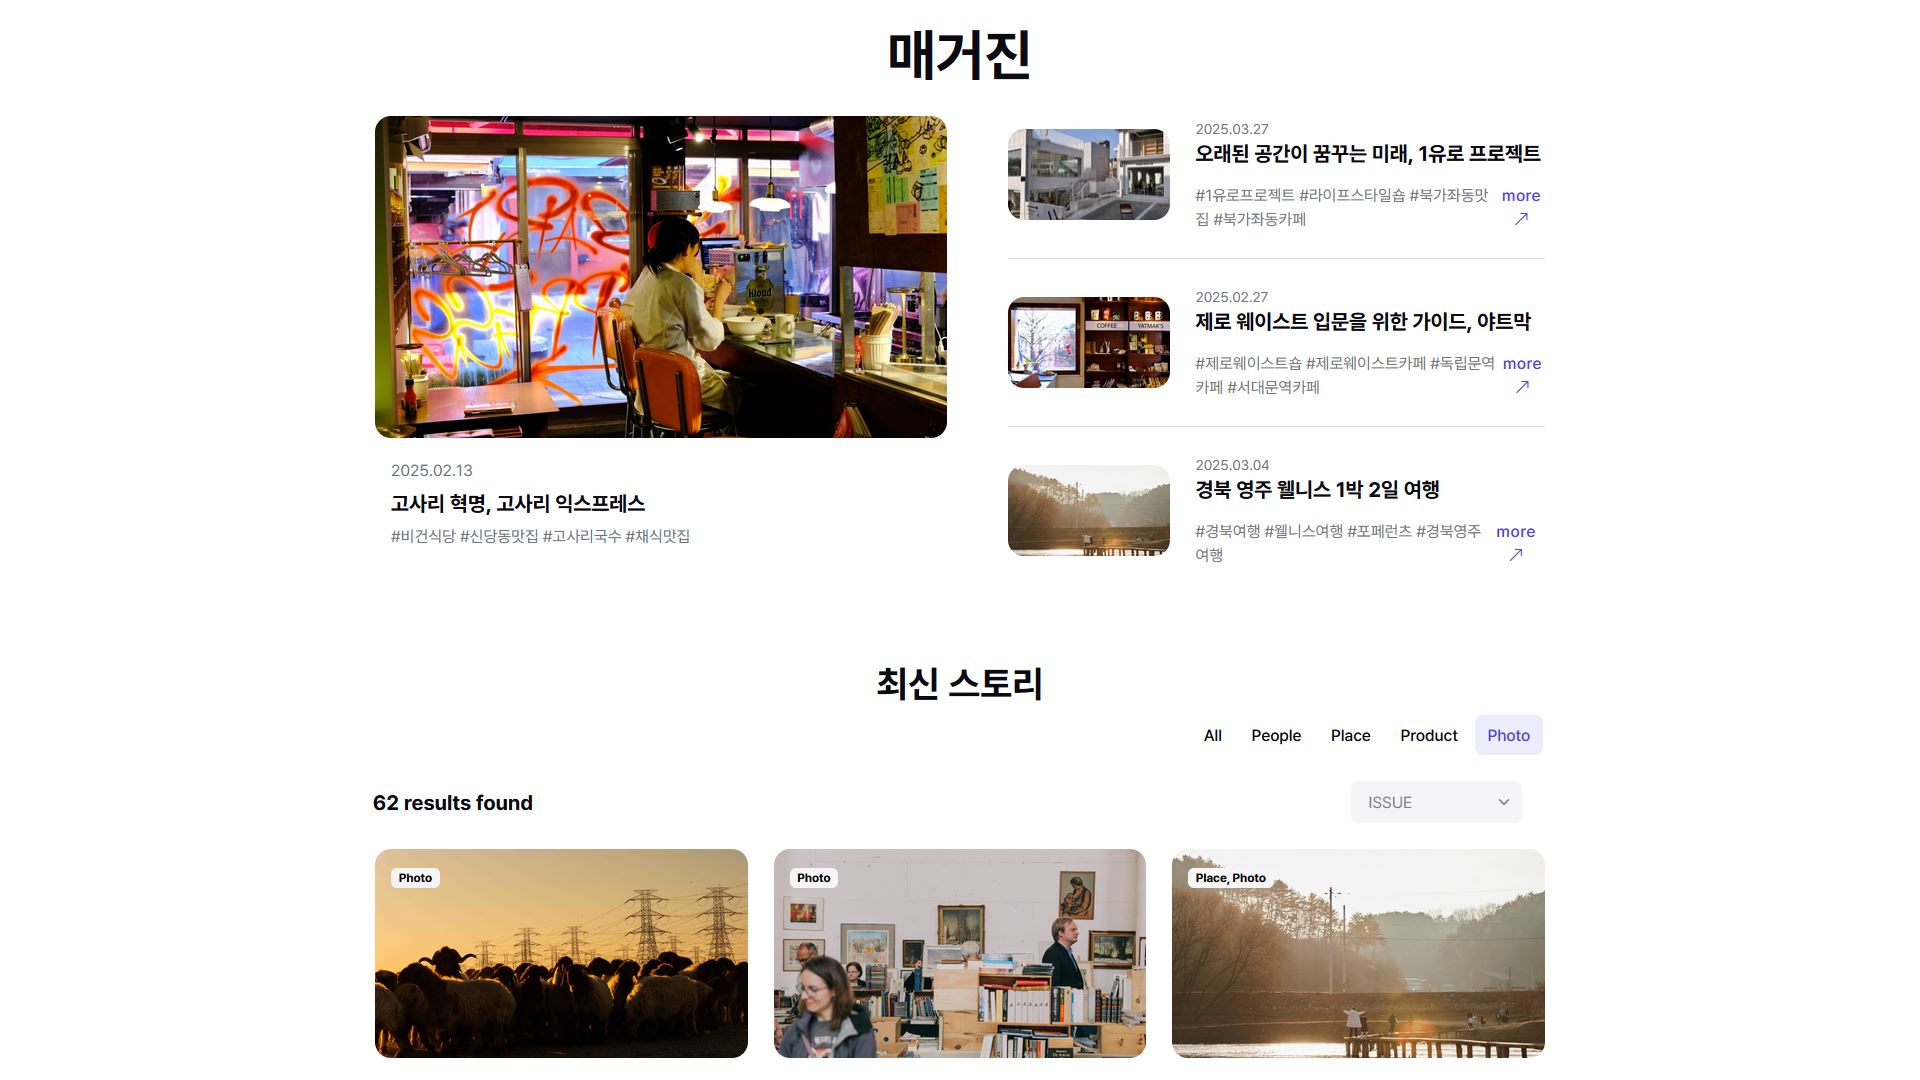 매거진
2025.02.13
고사리 혁명, 고사리 익스프레스
#비건식당 #신당동맛집 #고사리국수 #채식맛집
2025.03.27
오래된 공간이 꿈꾸는 미래, 1유로 프로젝트
#1유로프로젝트 #라이프스타일숍 #북가좌동맛
집 #북가좌동카페
more
2025.02.27
제로 웨이스트 입문을 위한 가이드, 야트막
#제로웨이스트숍 #제로웨이스트카페 #독립문역
카페 #서대문역카페
more
COFFEE
YATMAK'S
2025.03.04
경북 영주 웰니스 1박 2일 여행
#경북여행 #웰니스여행 #포페런츠 #경북영주
여행
more
Kloud
최신 스토리
All People Place Product Photo
62 results found
ISSUE
Photo
Photo
Place, Photo